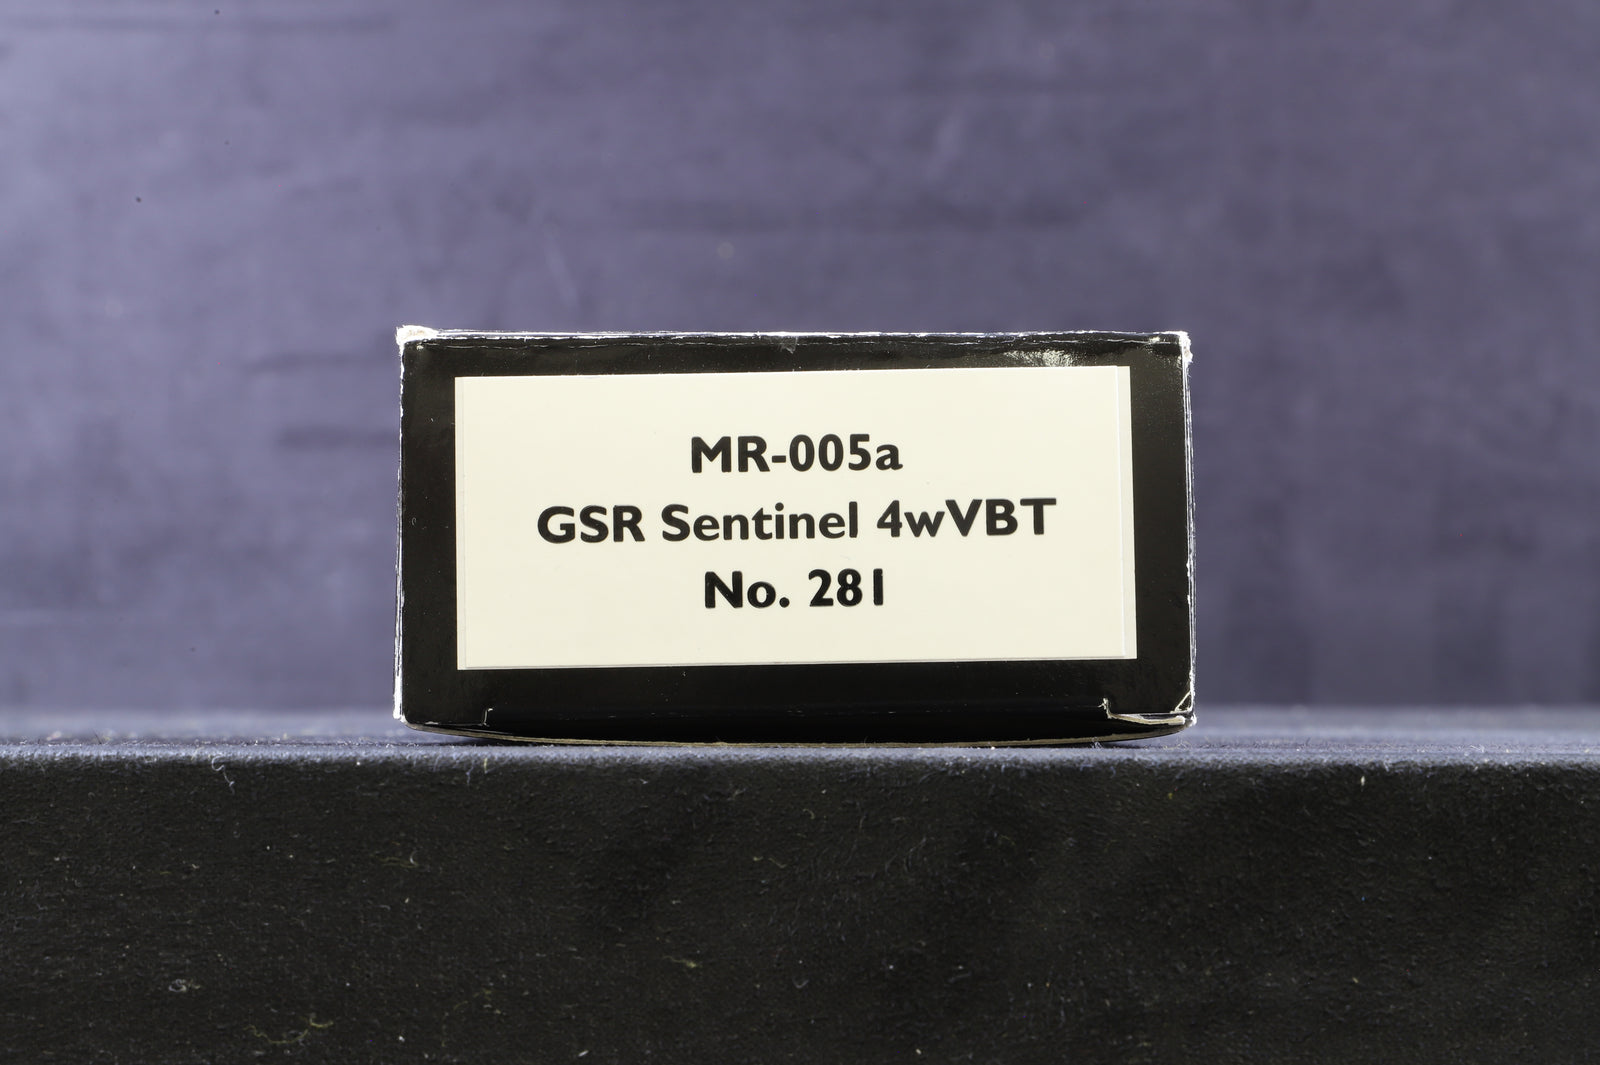 MR-005a
GSR Sentinel 4wVBT
No. 281